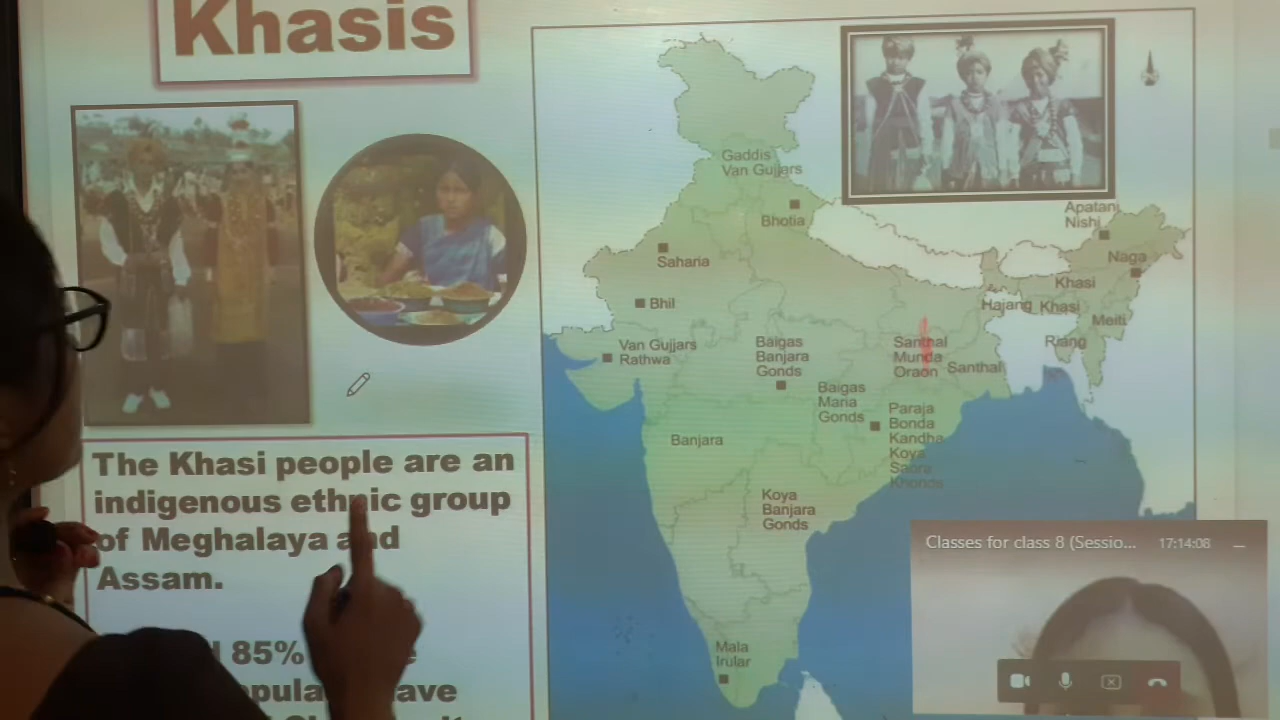 Khasis
The Khasi people are an
indigenous ethnic group
of Meghalaya and
Assam.
85%
Gaddis
Van Gujjars
Bhotia
Saharia
Bhil
Van Gujjars
Rathwa
Baigas
Banjara
Gonds
Baigas
Maria
Gonds
Banjara
Koya
Banjara
Gonds
Mala
Irular
Santhal
Munda
Oraon
Santhal
Paraja
Bonda
Kandha
Koya
Saora
Khonds
Apatani
Nishi
Naga
Khasi
Hajang
Khasi
Meiti
Riang
Classes for class 8 (Sessio...
17:14:08